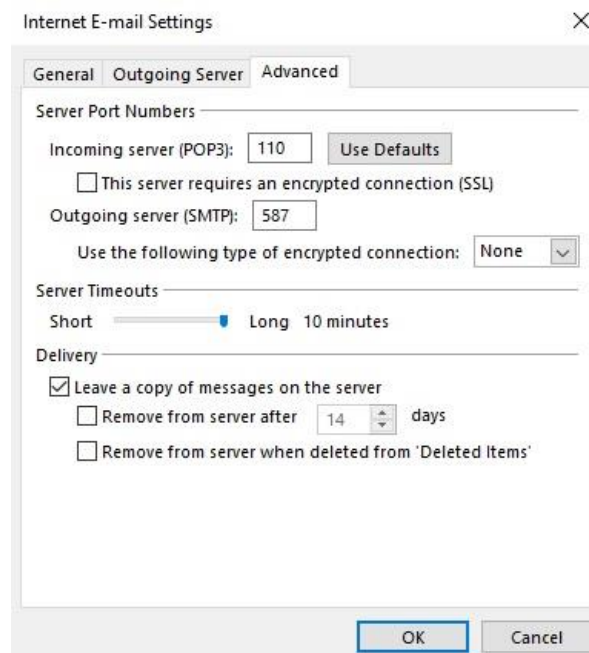 Internet E-mail Settings
General Outgoing Server Advanced
Server Port Numbers
Incoming server (POP3): 110 Use Defaults
This server requires an encrypted connection (SSL)
Outgoing server (SMTP): 587
Use the following type of encrypted connection: None
Server Timeouts
Short Long 10 minutes
Delivery
Leave a copy of messages on the server
Remove from server after 14 days
Remove from server when deleted from 'Deleted Items'
OK Cancel